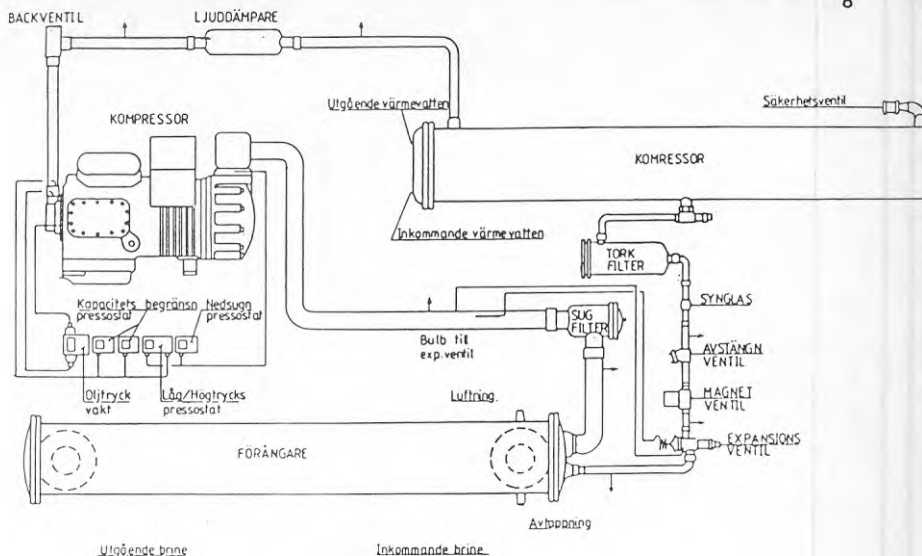 8
BACKVENTIL
LJUDDÄMPARE
Utgående värmevatten
Säkerhetsventil
KOMPRESSOR
KOMRESSOR
Inkommande värmevatten
TORK
FILTER
SYNGLAS
Kapacitets begränsn
pressostat
Nedsugn
pressostat
SUG
FILTER
Bulb till
exp.ventil
AVSTÄNGN
VENTIL
Oljtryck
vakt
Låg/Högtrycks
pressostat
Luftning.
MAGNET
VENTIL
FÖRÅNGARE
EXPANSIONS
VENTIL
Avtappning
Utgående brine
Inkommande brine